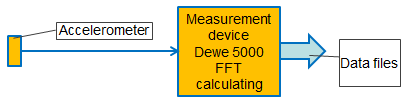 Accelerometer
Measurement
device
Dewe 5000
FFT
calculating
Data files